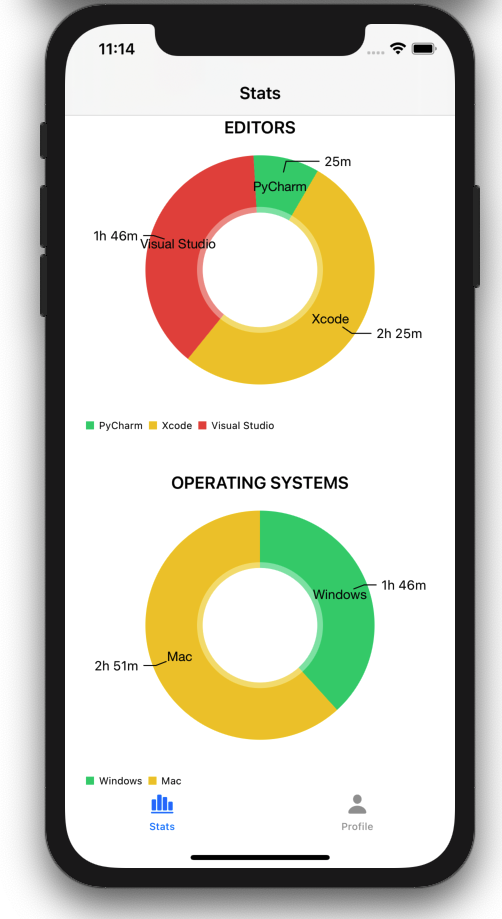 11:14
Stats
EDITORS
25m
PyCharm
1h 46m
Visual Studio
Xcode
2h 25m
PyCharm Xcode Visual Studio
OPERATING SYSTEMS
1h 46m
Windows
Mac
2h 51m
Windows Mac
Stats Profile